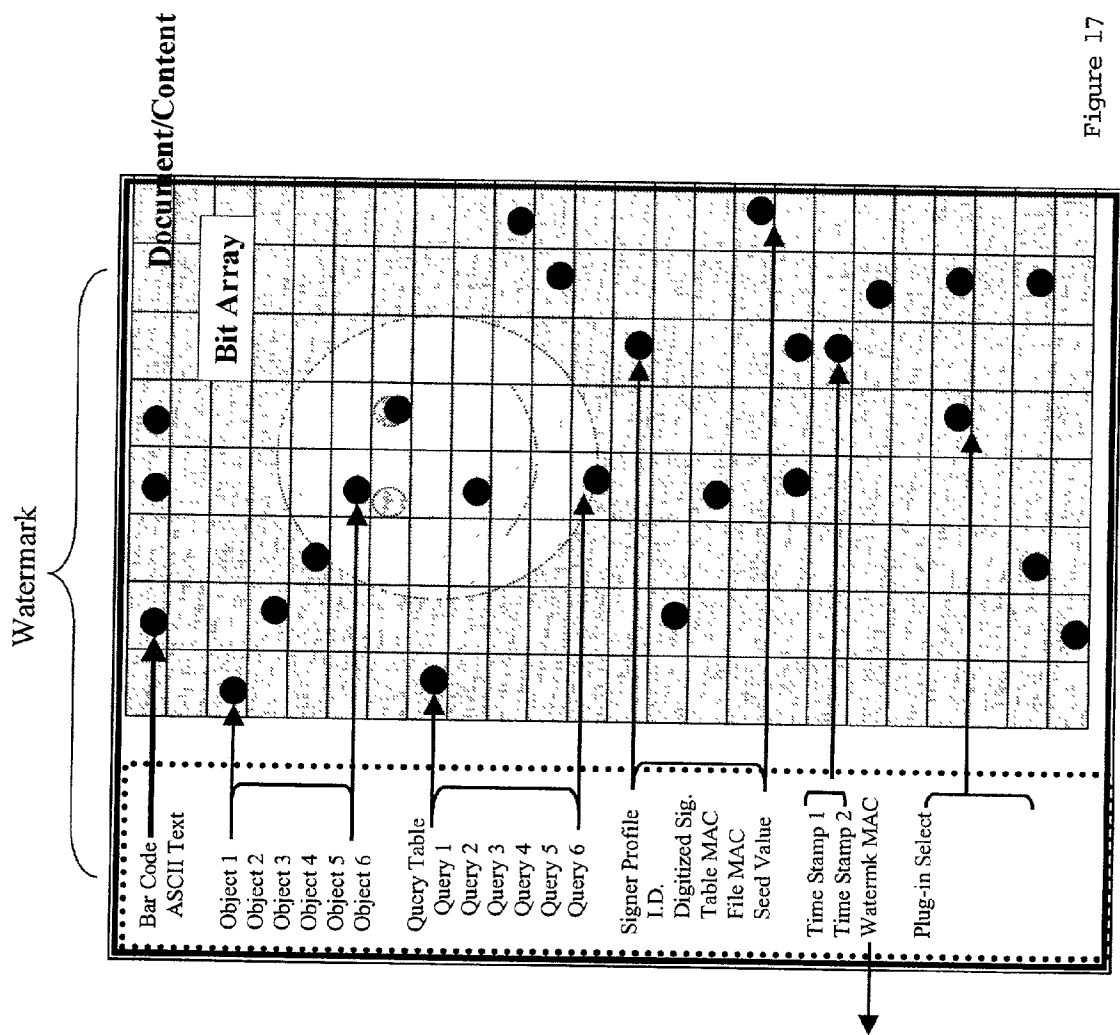 Watermark
Document/Content
Bit Array
Bar Code
ASCII Text
Object 1
Object 2
Object 3
Object 4
Object 5
Object 6
Query Table
Query 1
Query 2
Query 3
Query 4
Query 5
Query 6
Signer Profile
I.D.
Digitized Sig.
Table MAC
File MAC
Seed Value
Time Stamp 1
Time Stamp 2
Watermk MAC
Plug-in Select
Figure 17